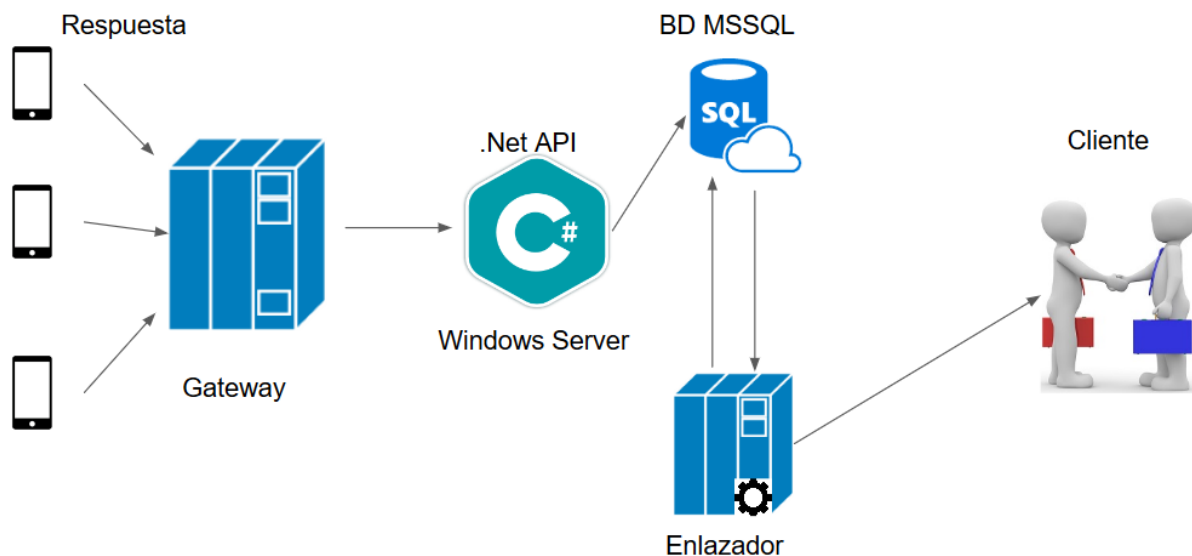 Respuesta
BD MSSQL
SQL
.Net API
Cliente
C#
Windows Server
Gateway
Enlazador